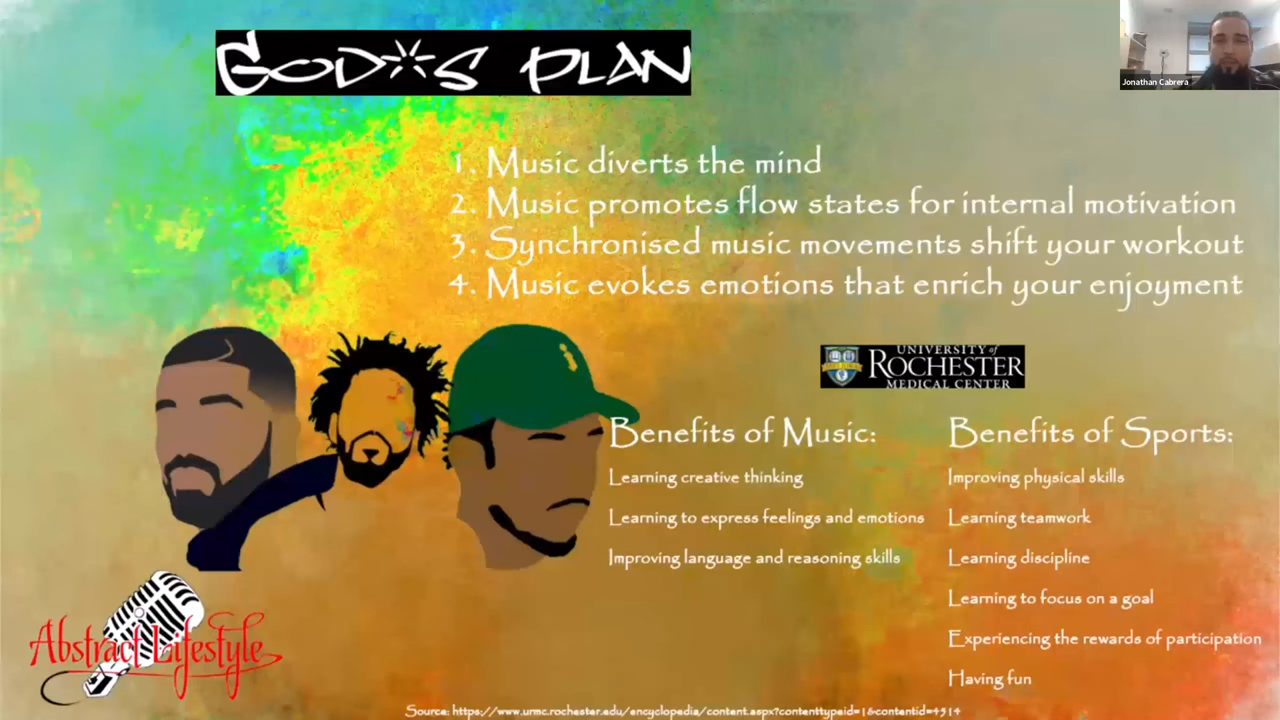 GOD*S PLAN
Jonathan Cabrera
1. Music diverts the mind
2. Music promotes flow states for internal motivation
3. Synchronised music movements shift your workout
4. Music evokes emotions that enrich your enjoyment
UNIVERSITY of
ROCHESTER
MEDICAL CENTER
Benefits of Music:
Learning creative thinking
Learning to express feelings and emotions
Improving language and reasoning skills
Benefits of Sports:
Improving physical skills
Learning teamwork
Learning discipline
Learning to focus on a goal
Experiencing the rewards of participation
Having fun
Abstract Lifestyle
Source: https://www.urmc.rochester.edu/encyclopedia/content.aspx?contenttypeid=1&contentid=4514